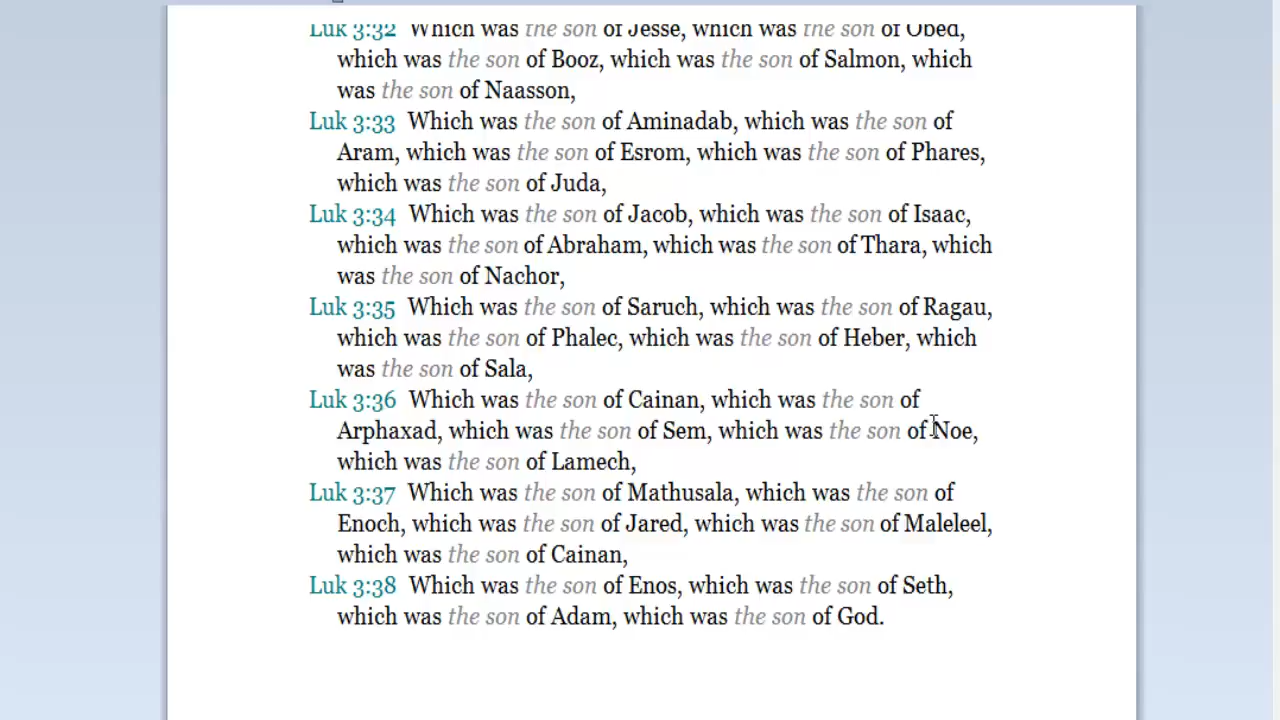 Luk 3:32 Which was the son of Jesse, which was the son of Obed,
which was the son of Booz, which was the son of Salmon, which
was the son of Naasson,
Luk 3:33 Which was the son of Aminadab, which was the son of
Aram, which was the son of Esrom, which was the son of Phares,
which was the son of Juda,
Luk 3:34 Which was the son of Jacob, which was the son of Isaac,
which was the son of Abraham, which was the son of Thara, which
was the son of Nachor,
Luk 3:35 Which was the son of Saruch, which was the son of Ragau,
which was the son of Phalec, which was the son of Heber, which
was the son of Sala,
Luk 3:36 Which was the son of Cainan, which was the son of
Arphaxad, which was the son of Sem, which was the son of Noe,
which was the son of Lamech,
Luk 3:37 Which was the son of Mathusala, which was the son of
Enoch, which was the son of Jared, which was the son of Maleleel,
which was the son of Cainan,
Luk 3:38 Which was the son of Enos, which was the son of Seth,
which was the son of Adam, which was the son of God.